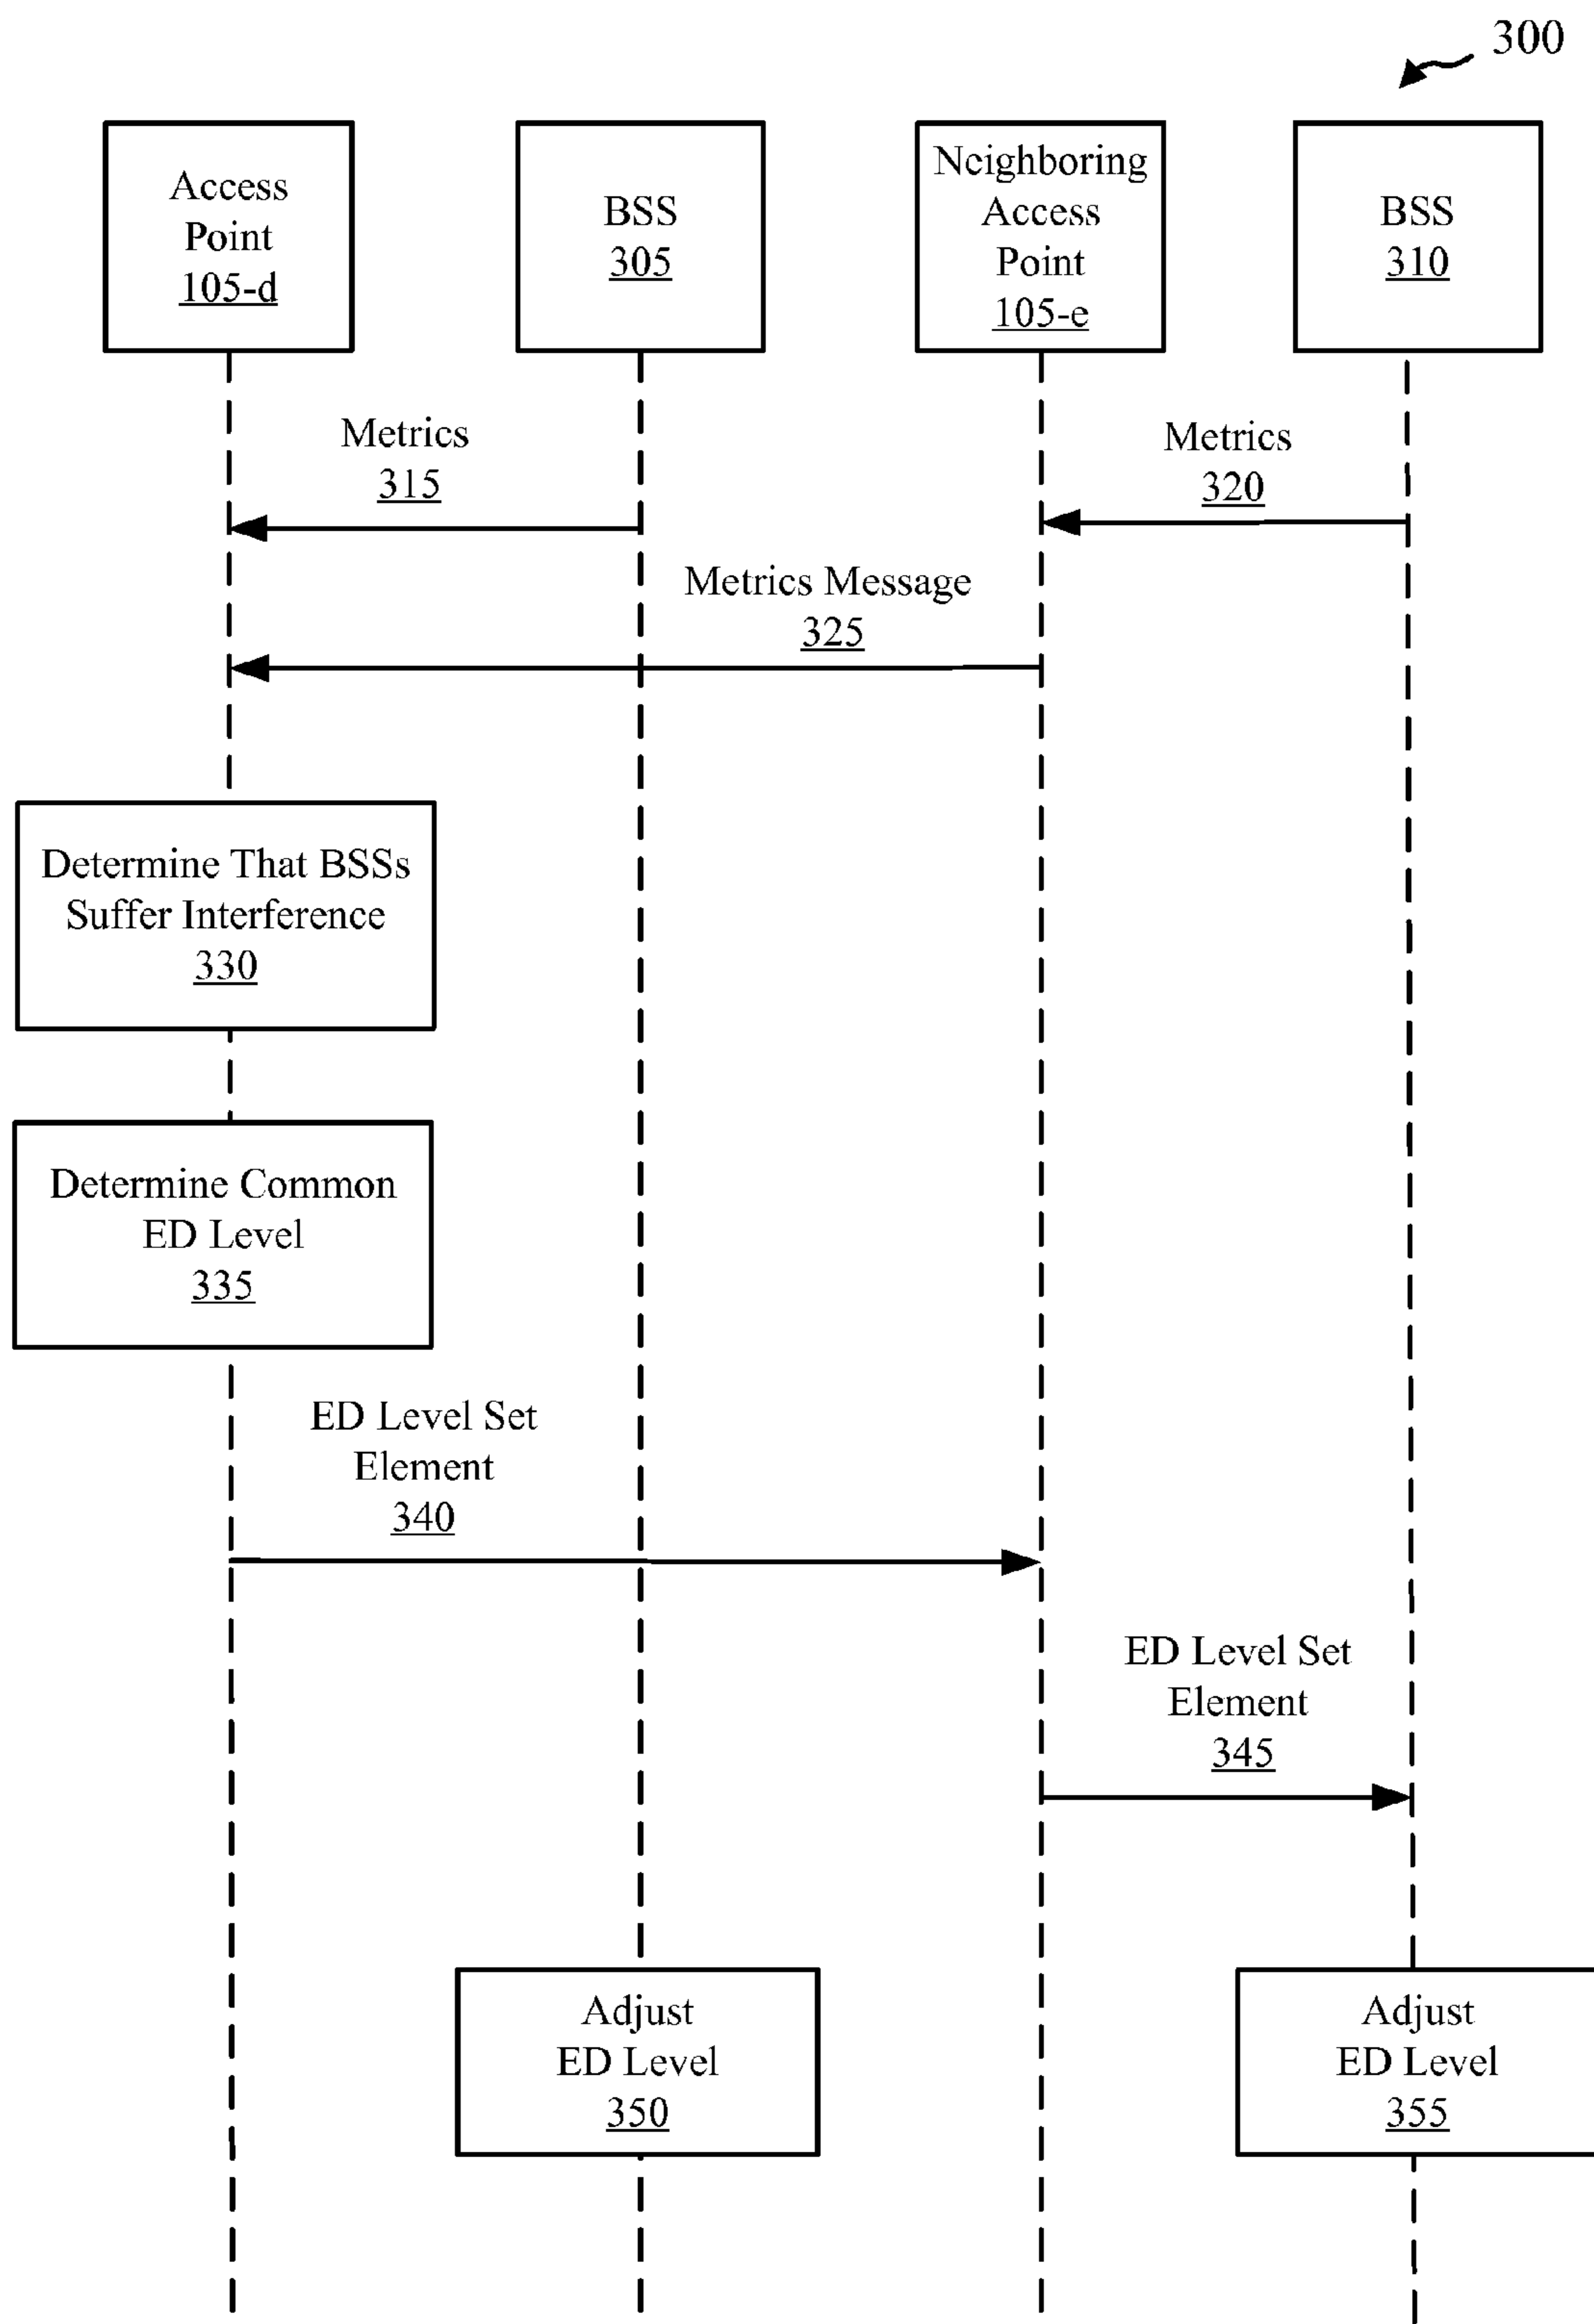 300
Access
Point
105-d
BSS
305
Neighboring
Access
Point
105-e
BSS
310
Metrics
315
Metrics
320
Metrics Message
325
Determine That BSSs
Suffer Interference
330
Determine Common
ED Level
335
ED Level Set
Element
340
ED Level Set
Element
345
Adjust
ED Level
350
Adjust
ED Level
355